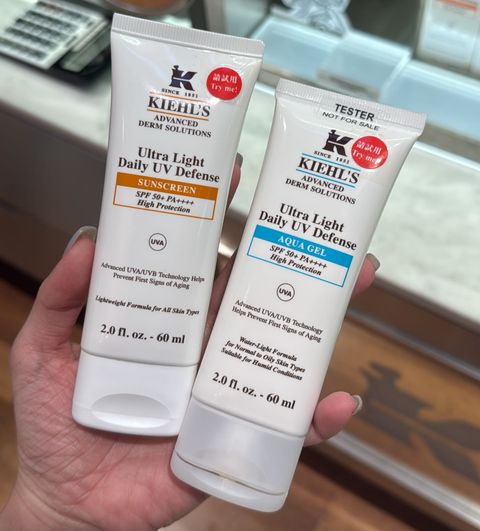 請試用
Try me!
SINCE 1851
KIEHL'S
ADVANCED
DERM SOLUTIONS
Ultra Light
Daily UV Defense
SUNSCREEN
SPF 50+ PA++++
High Protection
UVA
Advanced UVA/UVB Technology Helps
Prevent First Signs of Aging
Lightweight Formula for All Skin Types
2.0 fl. oz. - 60 ml
TESTER
NOT FOR SALE
請試用
Try me!
SINCE 1851
KIEHL'S
ADVANCED
DERM SOLUTIONS
Ultra Light
Daily UV Defense
AQUA GEL
SPF 50+ PA++++
High Protection
UVA
Advanced UVA/UVB Technology
Helps Prevent First Signs of Aging
Water-Light Formula
for Normal to Oily Skin Types
Suitable for Humid Conditions
2.0 fl. oz. - 60 ml